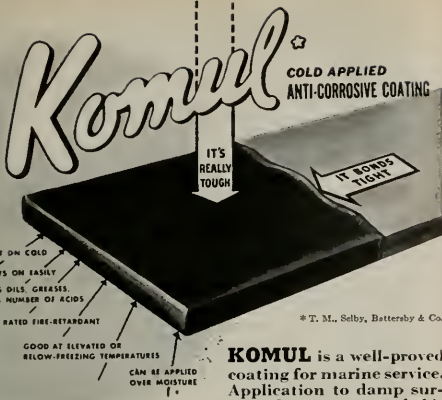 Komul*
COLD APPLIED
ANTI-CORROSIVE COATING
IT'S
REALLY
TOUGH
IT BONDS
TIGHT
ON COLD
ON EASILY
OILS, GREASES,
NUMBER OF ACIDS
RATED FIRE-RETARDANT
GOOD AT ELEVATED OR
BELOW-FREEZING TEMPERATURES
CAN BE APPLIED
OVER MOISTURE
* T. M., Selby, Battersby & Co.
KOMUL is a well-proved
coating for marine service.
Application to damp sur-